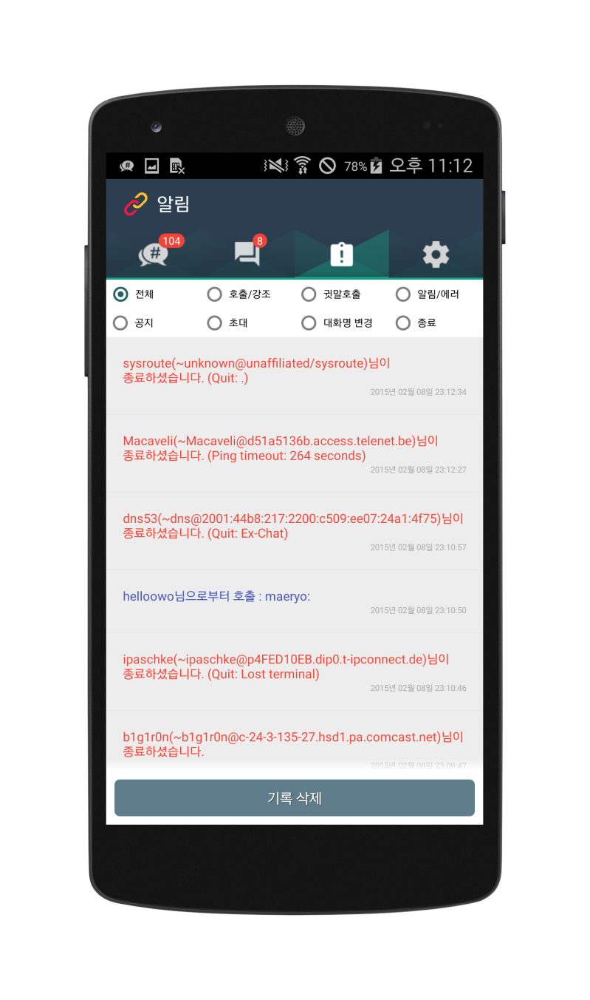 78% 오후 11:12
알림
# 104 8
전체 호출/강조 귓말호출 알림/에러
공지 초대 대화명 변경 종료
sysroute(~unknown@unaffiliated/sysroute)님이
종료하셨습니다. (Quit: .)
2015년 02월 08일 23:12:34
Macaveli(~Macaveli@d51a5136b.access.telenet.be)님이
종료하셨습니다. (Ping timeout: 264 seconds)
2015년 02월 08일 23:12:27
dns53(~dns@2001:44b8:217:2200:c509:ee07:24a1:4f75)님이
종료하셨습니다. (Quit: Ex-Chat)
2015년 02월 08일 23:10:57
helloowo님으로부터 호출 : maeryo:
2015년 02월 08일 23:10:50
ipaschke(~ipaschke@p4FED10EB.dip0.t-ipconnect.de)님이
종료하셨습니다. (Quit: Lost terminal)
2015년 02월 08일 23:10:46
b1g1r0n(~b1g1r0n@c-24-3-135-27.hsd1.pa.comcast.net)님이
종료하셨습니다.
2015년 02월 08일 23:09:47
기록 삭제